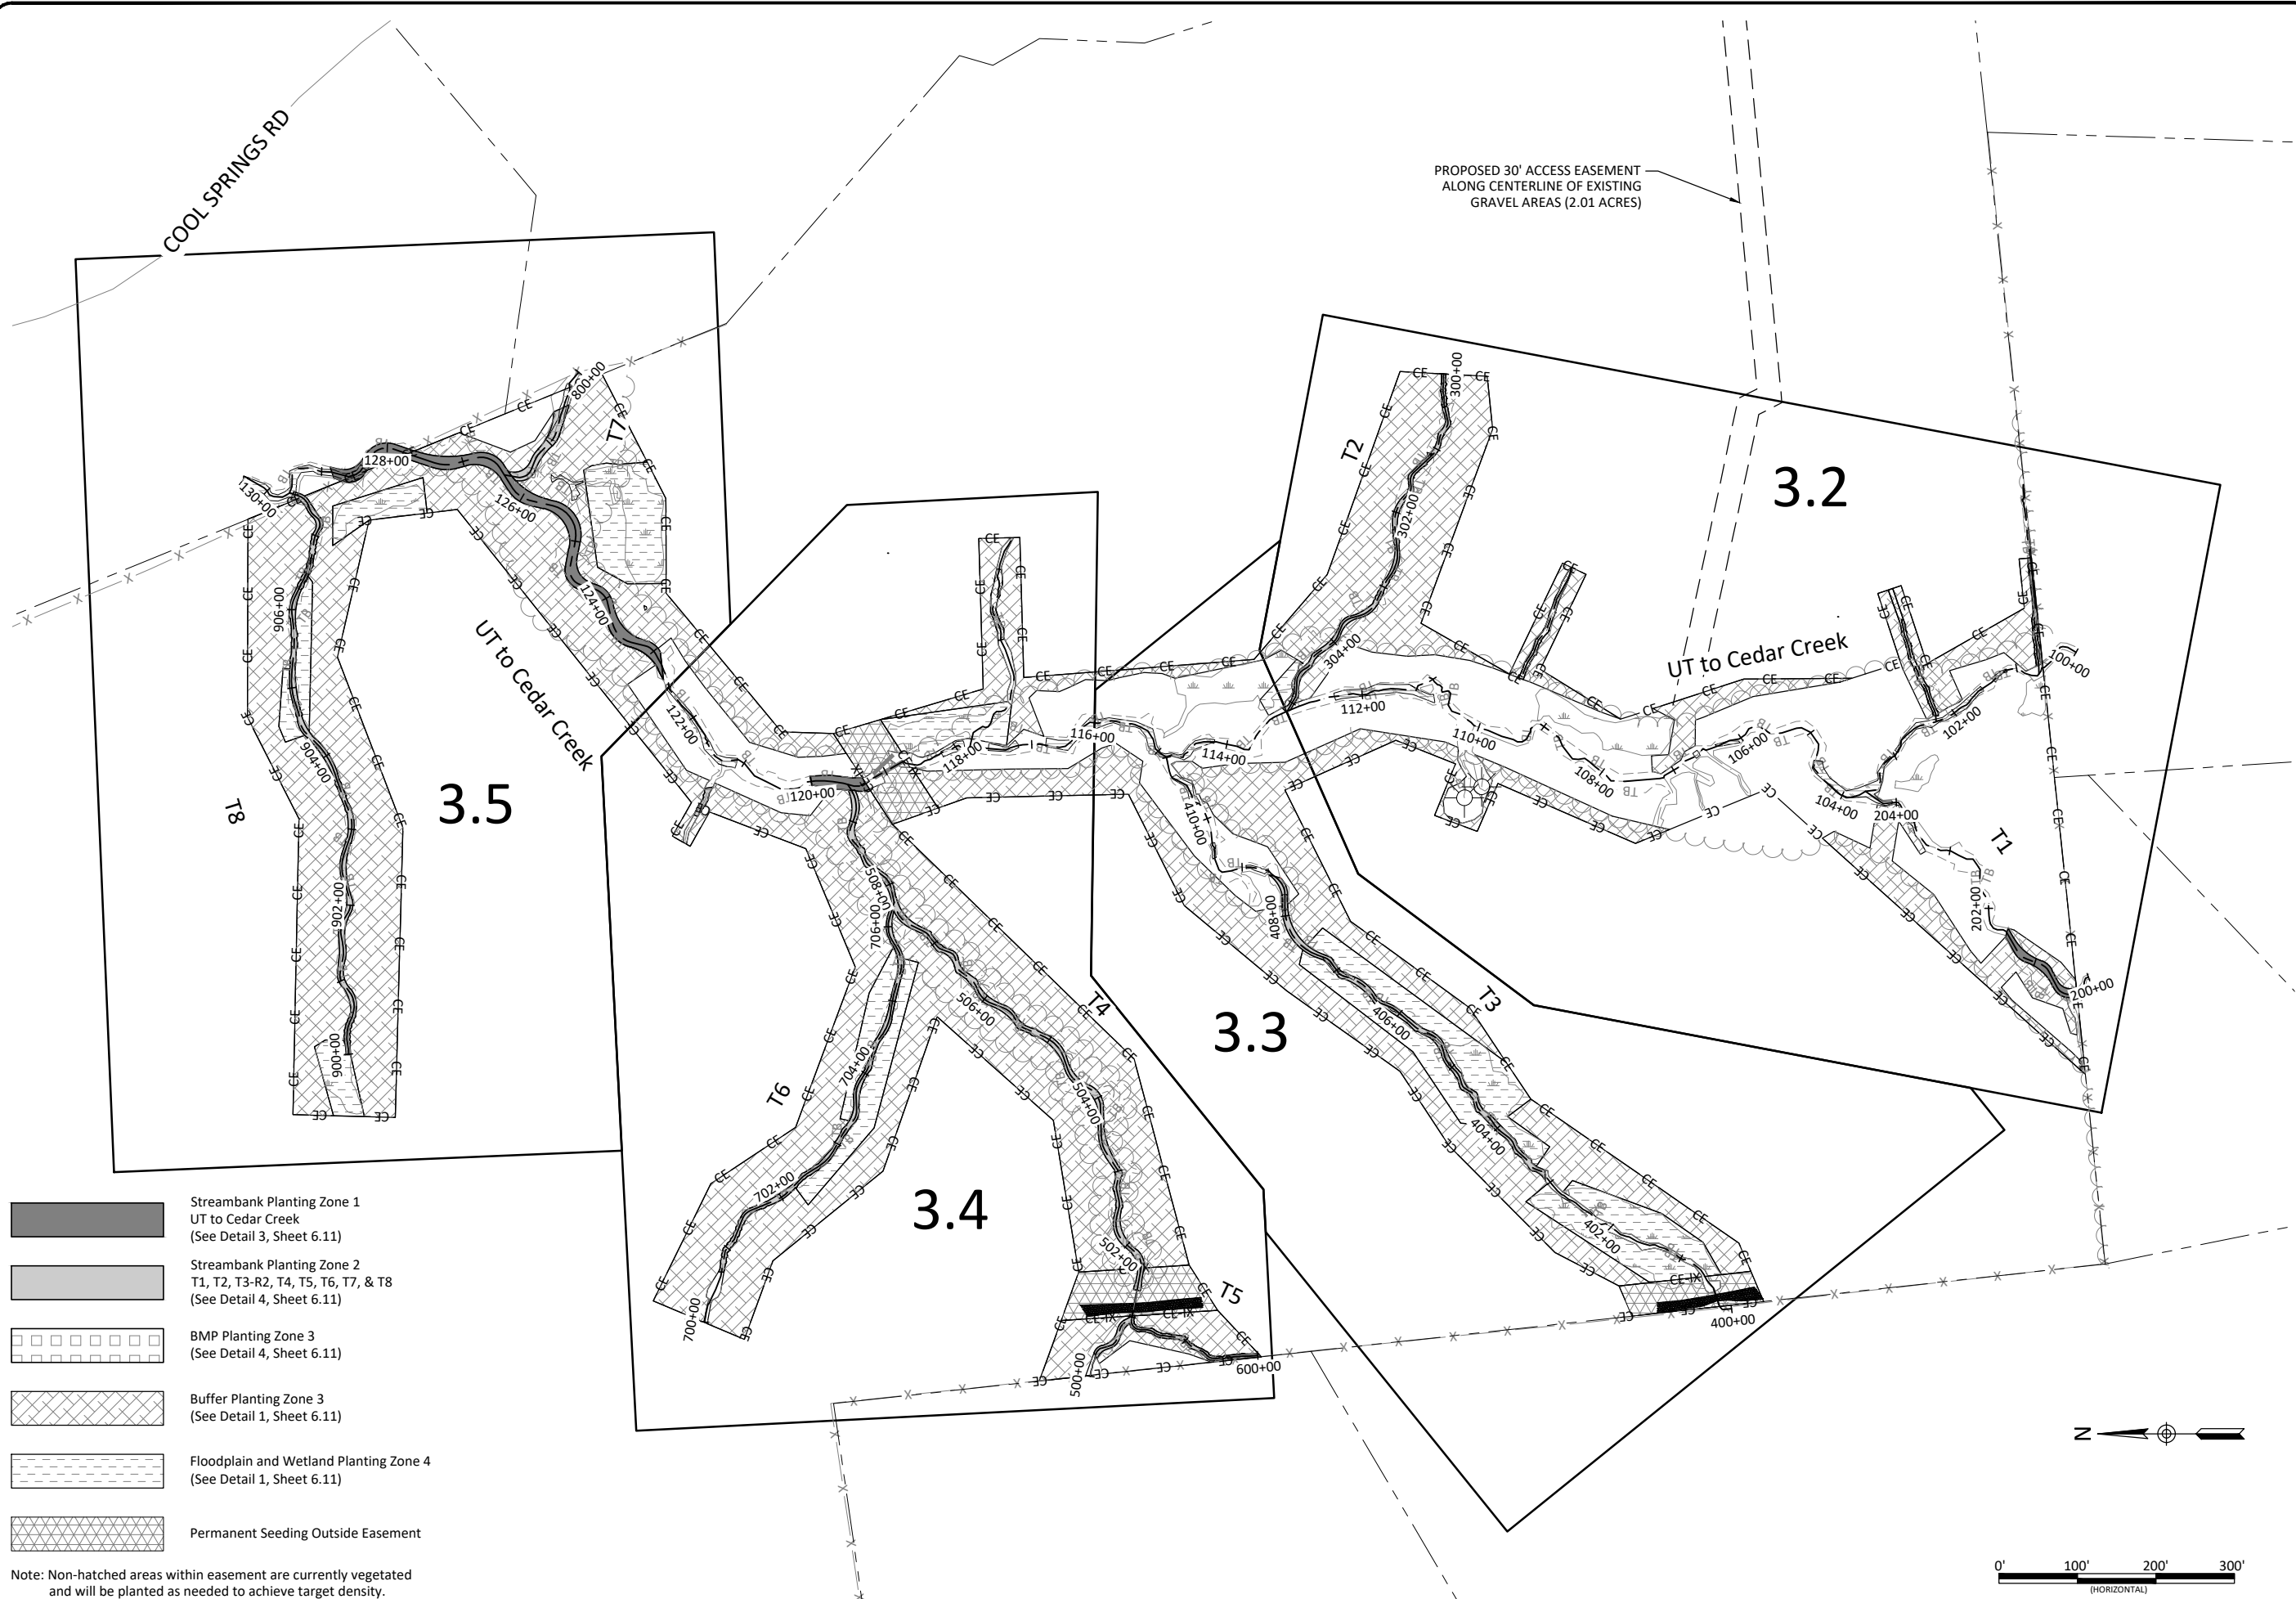 COOL SPRINGS RD
PROPOSED 30' ACCESS EASEMENT
ALONG CENTERLINE OF EXISTING
GRAVEL AREAS (2.01 ACRES)
3.2
3.3
3.4
3.5
UT to Cedar Creek
UT to Cedar Creek
T1
T2
T3
T4
T5
T6
T7
T8
100+00
102+00
104+00
106+00
108+00
110+00
112+00
114+00
116+00
118+00
120+00
122+00
124+00
126+00
128+00
130+00
200+00
202+00
204+00
300+00
302+00
304+00
400+00
402+00
404+00
406+00
408+00
410+00
500+00
502+00
504+00
506+00
508+00
600+00
700+00
702+00
704+00
706+00
800+00
900+00
902+00
904+00
906+00
CE
TB
CE-IX
CE-IX
CE-IX
Streambank Planting Zone 1
UT to Cedar Creek
(See Detail 3, Sheet 6.11)
Streambank Planting Zone 2
T1, T2, T3-R2, T4, T5, T6, T7, & T8
(See Detail 4, Sheet 6.11)
BMP Planting Zone 3
(See Detail 4, Sheet 6.11)
Buffer Planting Zone 3
(See Detail 1, Sheet 6.11)
Floodplain and Wetland Planting Zone 4
(See Detail 1, Sheet 6.11)
Permanent Seeding Outside Easement
Note: Non-hatched areas within easement are currently vegetated
and will be planted as needed to achieve target density.
N
0' 100' 200' 300'
(HORIZONTAL)